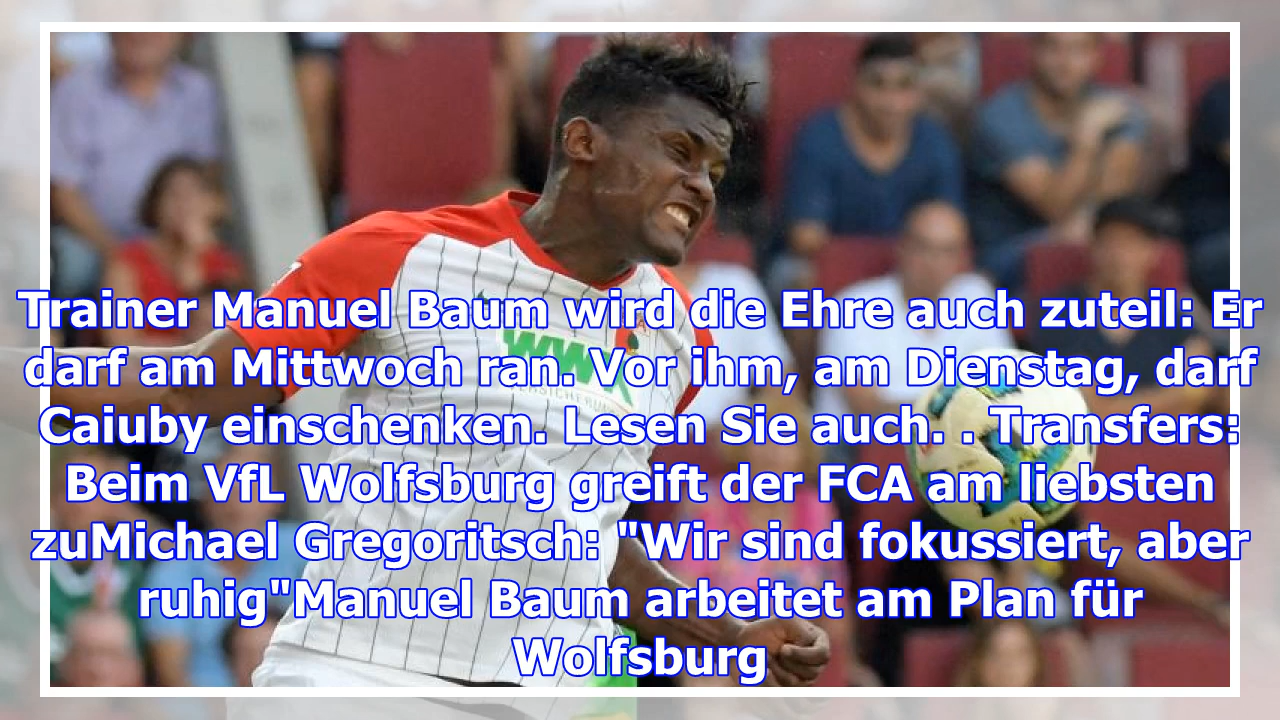 Trainer Manuel Baum wird die Ehre auch zuteil: Er
darf am Mittwoch ran. Vor ihm, am Dienstag, darf
Caiuby einschenken. Lesen Sie auch. . Transfers:
Beim VfL Wolfsburg greift der FCA am liebsten
zuMichael Gregoritsch: "Wir sind fokussiert, aber
ruhig"Manuel Baum arbeitet am Plan für
Wolfsburg
WWK